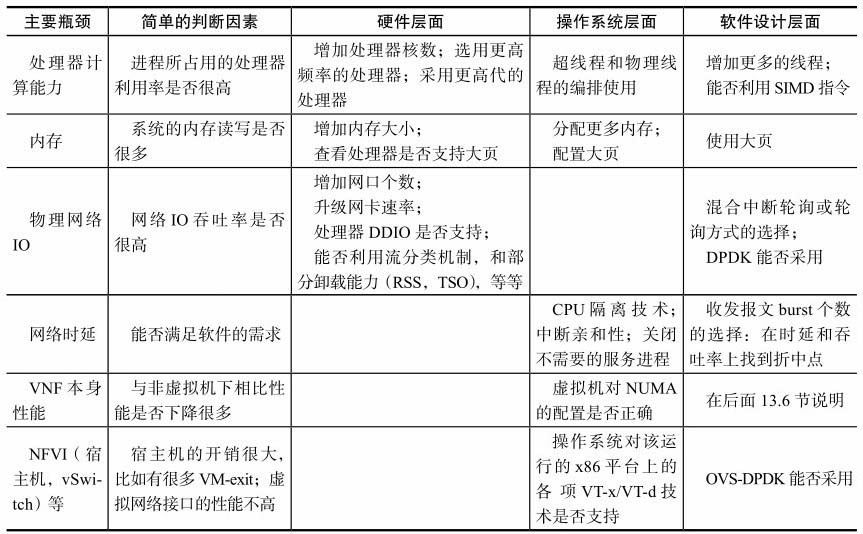 主要瓶颈 简单的判断因素 硬件层面 操作系统层面 软件设计层面
处理器计
算能力
进程所占用的处理器
利用率是否很高
增加处理器核数；选用更高
频率的处理器；采用更高代的
处理器
超线程和物理线
程的编排使用
增加更多的线程；
能否利用 SIMD 指令
内存
系统的内存读写是否
很多
增加内存大小；
查看处理器是否支持大页
分配更多内存；
配置大页
使用大页
物理网络
IO
网络 IO 吞吐率是否
很高
增加网口个数；
升级网卡速率；
处理器 DDIO 是否支持；
能否利用流分类机制，和部
分卸载能力（RSS，TSO），等等
混合中断轮询或轮
询方式的选择；
DPDK 能否采用
网络时延
能否满足软件的需求
CPU 隔离技术；
中断亲和性；关闭
不需要的服务进程
收发报文 burst 个数
的选择：在时延和吞
吐率上找到折中点
VNF 本身
性能
与非虚拟机下相比性
能是否下降很多
虚拟机对 NUMA
的配置是否正确
在后面 13.6 节说明
NFVI（宿
主机，vSwi-
tch）等
宿主机的开销很大，
比如有很多 VM-exit；虚
拟网络接口的性能不高
操作系统对该运
行的 x86 平台上的
各项 VT-x/VT-d 技
术是否支持
OVS-DPDK 能否采用